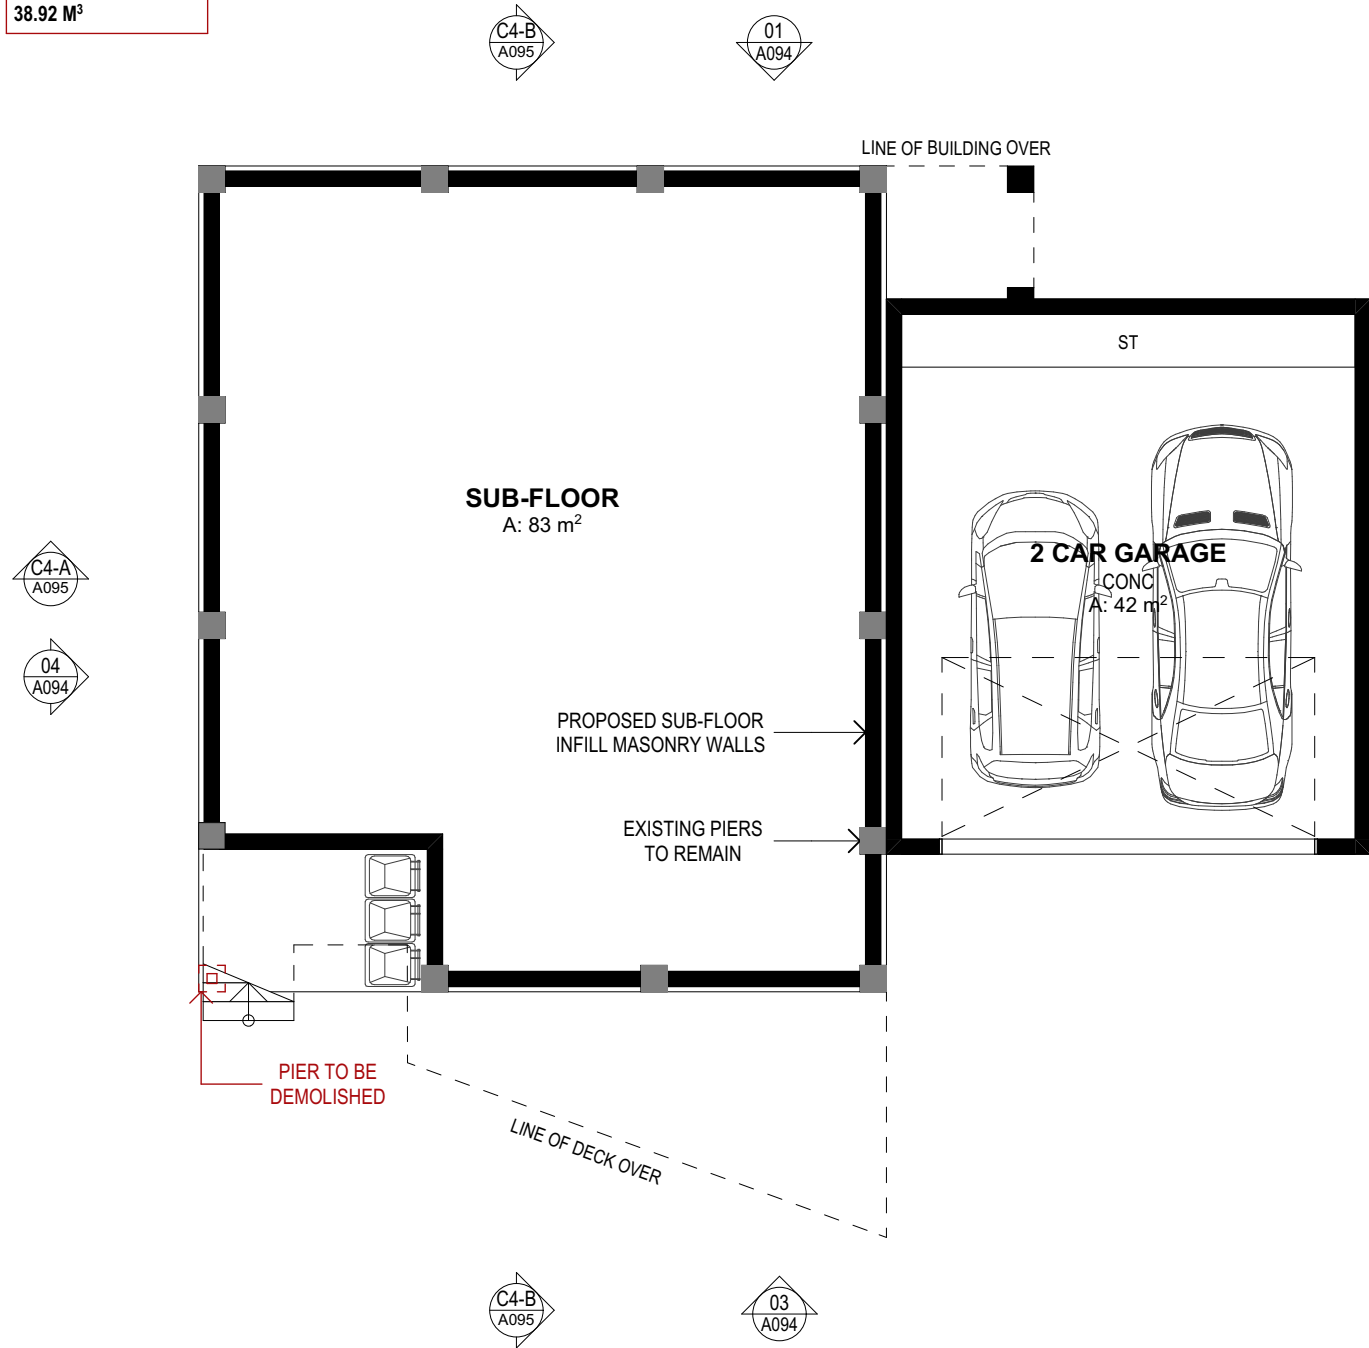 38.92 M³
C4-B
A095
01
A094
LINE OF BUILDING OVER
ST
SUB-FLOOR
A: 83 m²
2 CAR GARAGE
CONC
A: 42 m²
C4-A
A095
04
A094
PROPOSED SUB-FLOOR
INFILL MASONRY WALLS
EXISTING PIERS
TO REMAIN
PIER TO BE
DEMOLISHED
LINE OF DECK OVER
C4-B
A095
03
A094